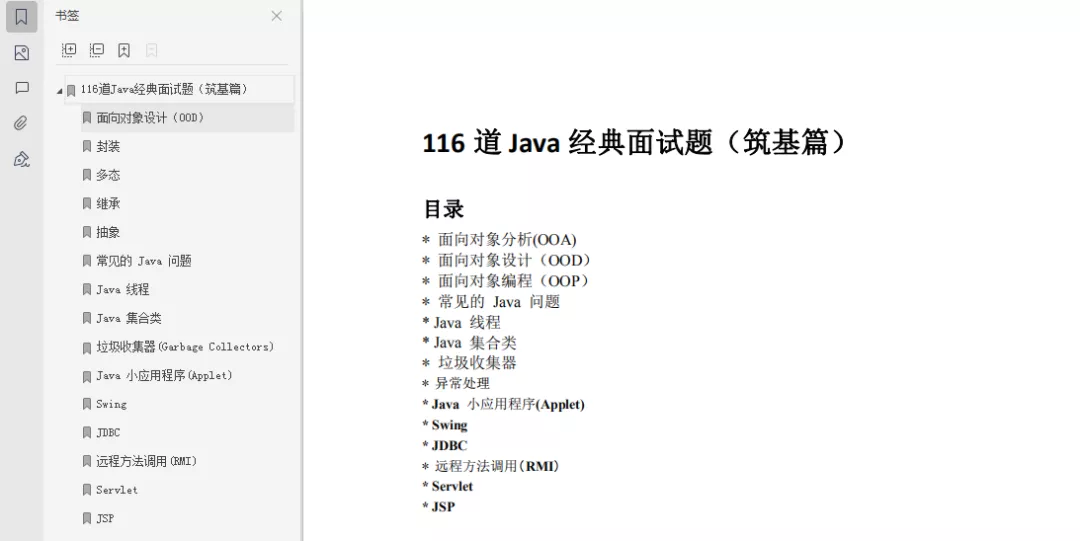 书签
116道Java经典面试题（筑基篇）
面向对象设计（OOD）
封装
多态
继承
抽象
常见的 Java 问题
Java 线程
Java 集合类
垃圾收集器(Garbage Collectors)
Java 小应用程序(Applet)
Swing
JDBC
远程方法调用(RMI)
Servlet
JSP
116 道 Java 经典面试题（筑基篇）
目录
* 面向对象分析(OOA)
* 面向对象设计（OOD）
* 面向对象编程（OOP）
* 常见的 Java 问题
* Java 线程
* Java 集合类
* 垃圾收集器
* 异常处理
* Java 小应用程序(Applet)
* Swing
* JDBC
* 远程方法调用(RMI)
* Servlet
* JSP